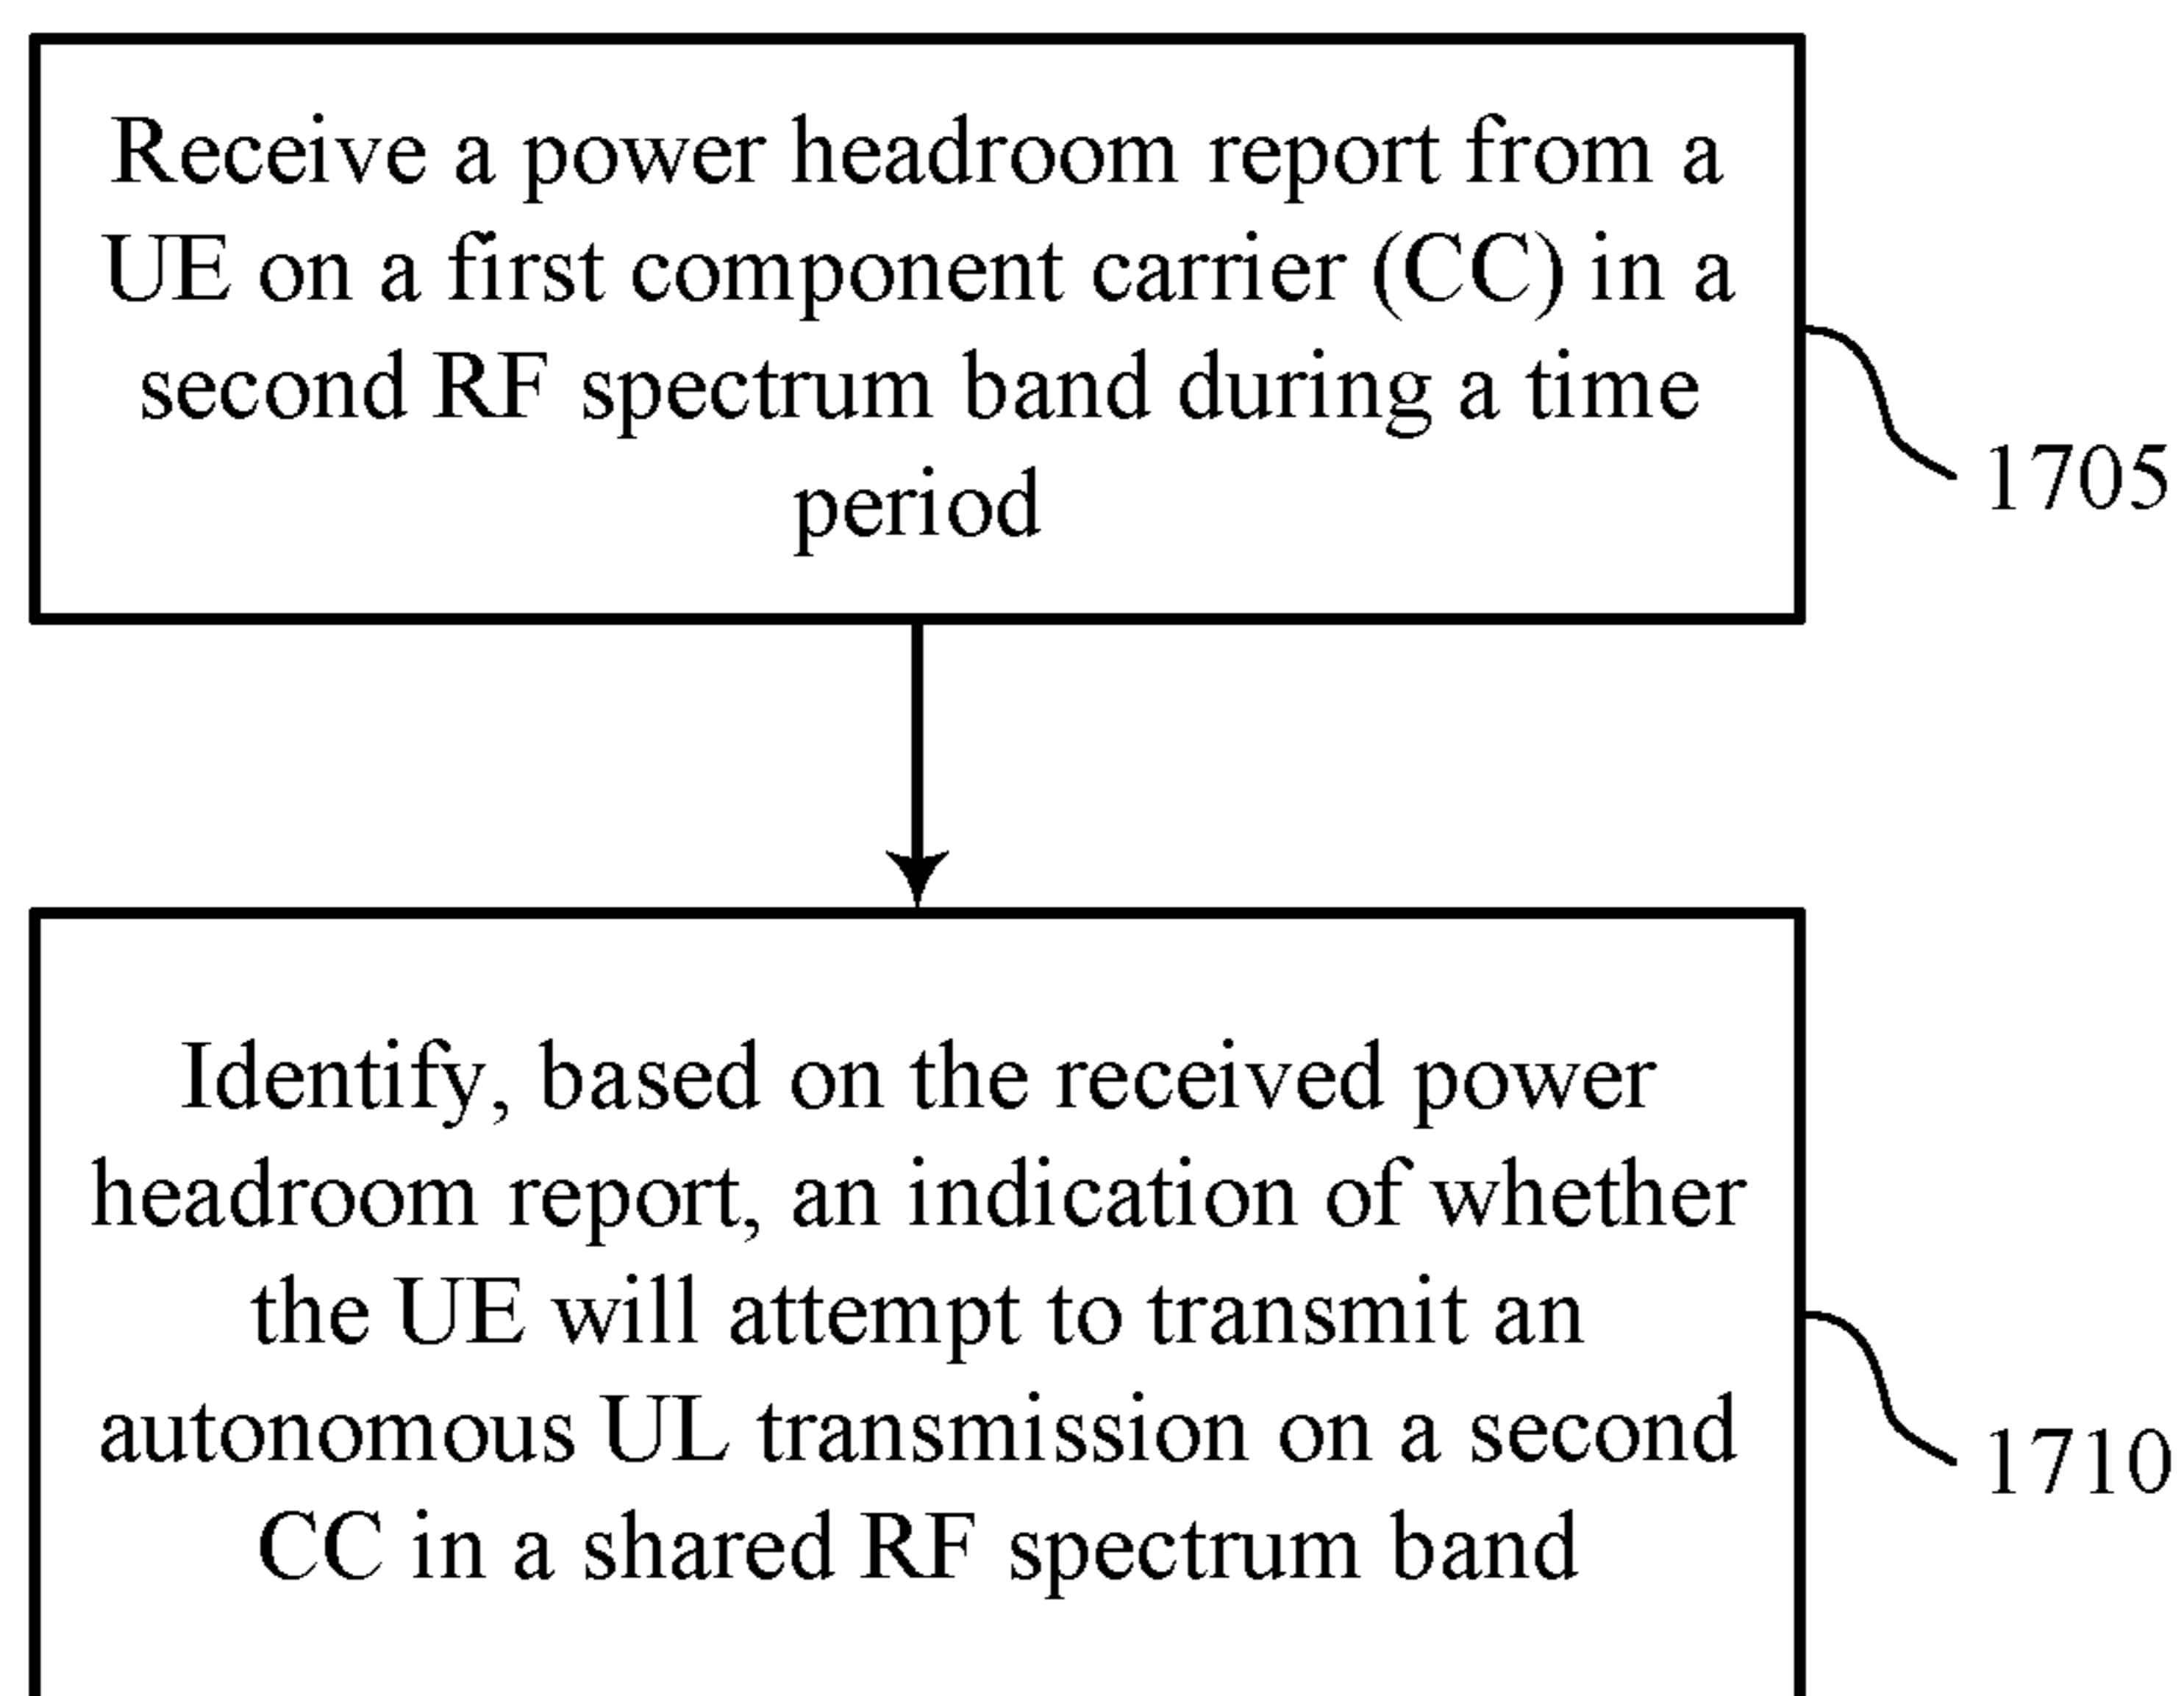 Receive a power headroom report from a
UE on a first component carrier (CC) in a
second RF spectrum band during a time
period
1705
Identify, based on the received power
headroom report, an indication of whether
the UE will attempt to transmit an
autonomous UL transmission on a second
CC in a shared RF spectrum band
1710